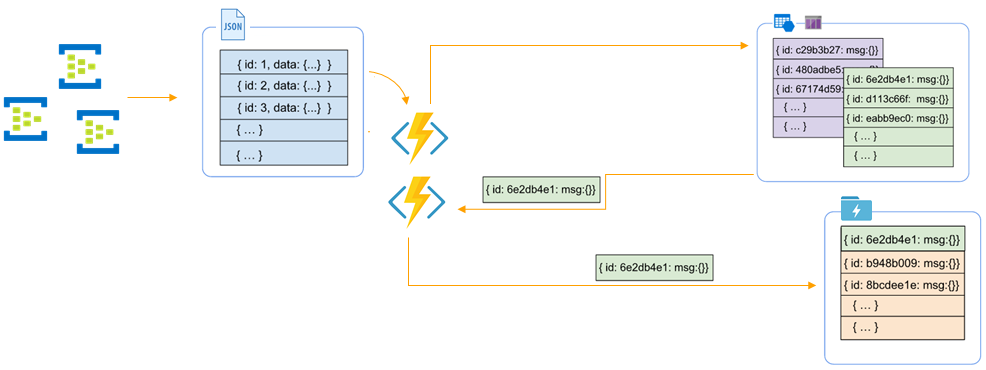 JSON
{ id: 1, data: {...} }
{ id: 2, data: {...} }
{ id: 3, data: {...} }
{ ... }
{ ... }
{ id: c29b3b27: msg:{}}
{ id: 480adbe5:
{ id: 67174d59:
{ ... }
{ ... }
{ id: 6e2db4e1: msg:{}}
{ id: d113c66f: msg:{}}
{ id: eabb9ec0: msg:{}}
{ ... }
{ ... }
{ id: 6e2db4e1: msg:{}}
{ id: 6e2db4e1: msg:{}}
{ id: 6e2db4e1: msg:{}}
{ id: b948b009: msg:{}}
{ id: 8bcdee1e: msg:{}}
{ ... }
{ ... }